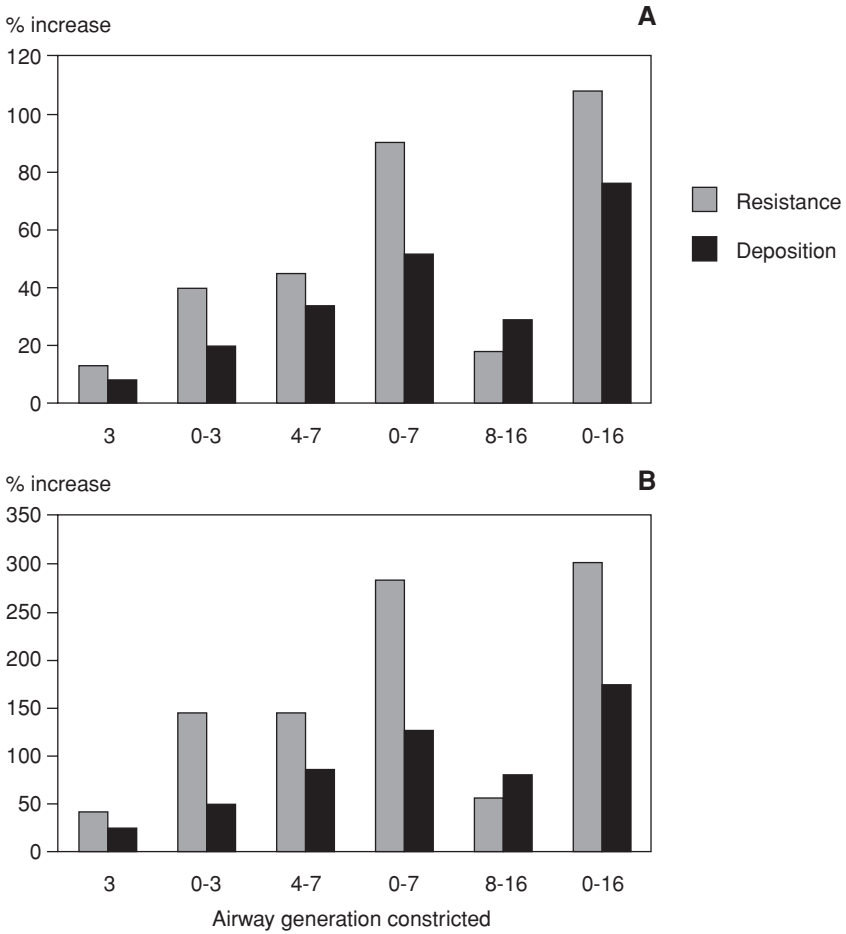 % increase
A
120
100
80
60
40
20
0
3 0-3 4-7 0-7 8-16 0-16
Resistance
Deposition
% increase
B
350
300
250
200
150
100
50
0
3 0-3 4-7 0-7 8-16 0-16
Airway generation constricted